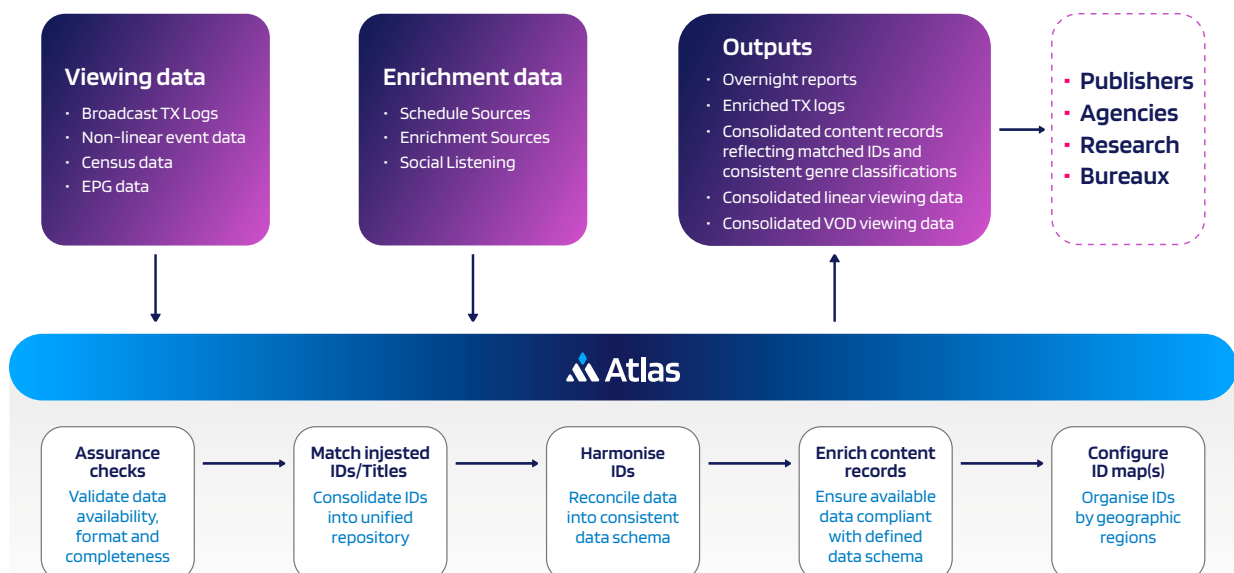 Viewing data
· Broadcast TX Logs
· Non-linear event data
· Census data
· EPG data
Enrichment data
· Schedule Sources
· Enrichment Sources
· Social Listening
Outputs
· Overnight reports
· Enriched TX logs
· Consolidated content records
reflecting matched IDs and
consistent genre classifications
· Consolidated linear viewing data
· Consolidated VOD viewing data
· Publishers
· Agencies
· Research
· Bureaux
Atlas
Assurance
checks
Validate data
availability,
format and
completeness
Match injested
IDs/Titles
Consolidate IDs
into unified
repository
Harmonise
IDs
Reconcile data
into consistent
data schema
Enrich content
records
Ensure available
data compliant
with defined
data schema
Configure
ID map(s)
Organise IDs
by geographic
regions